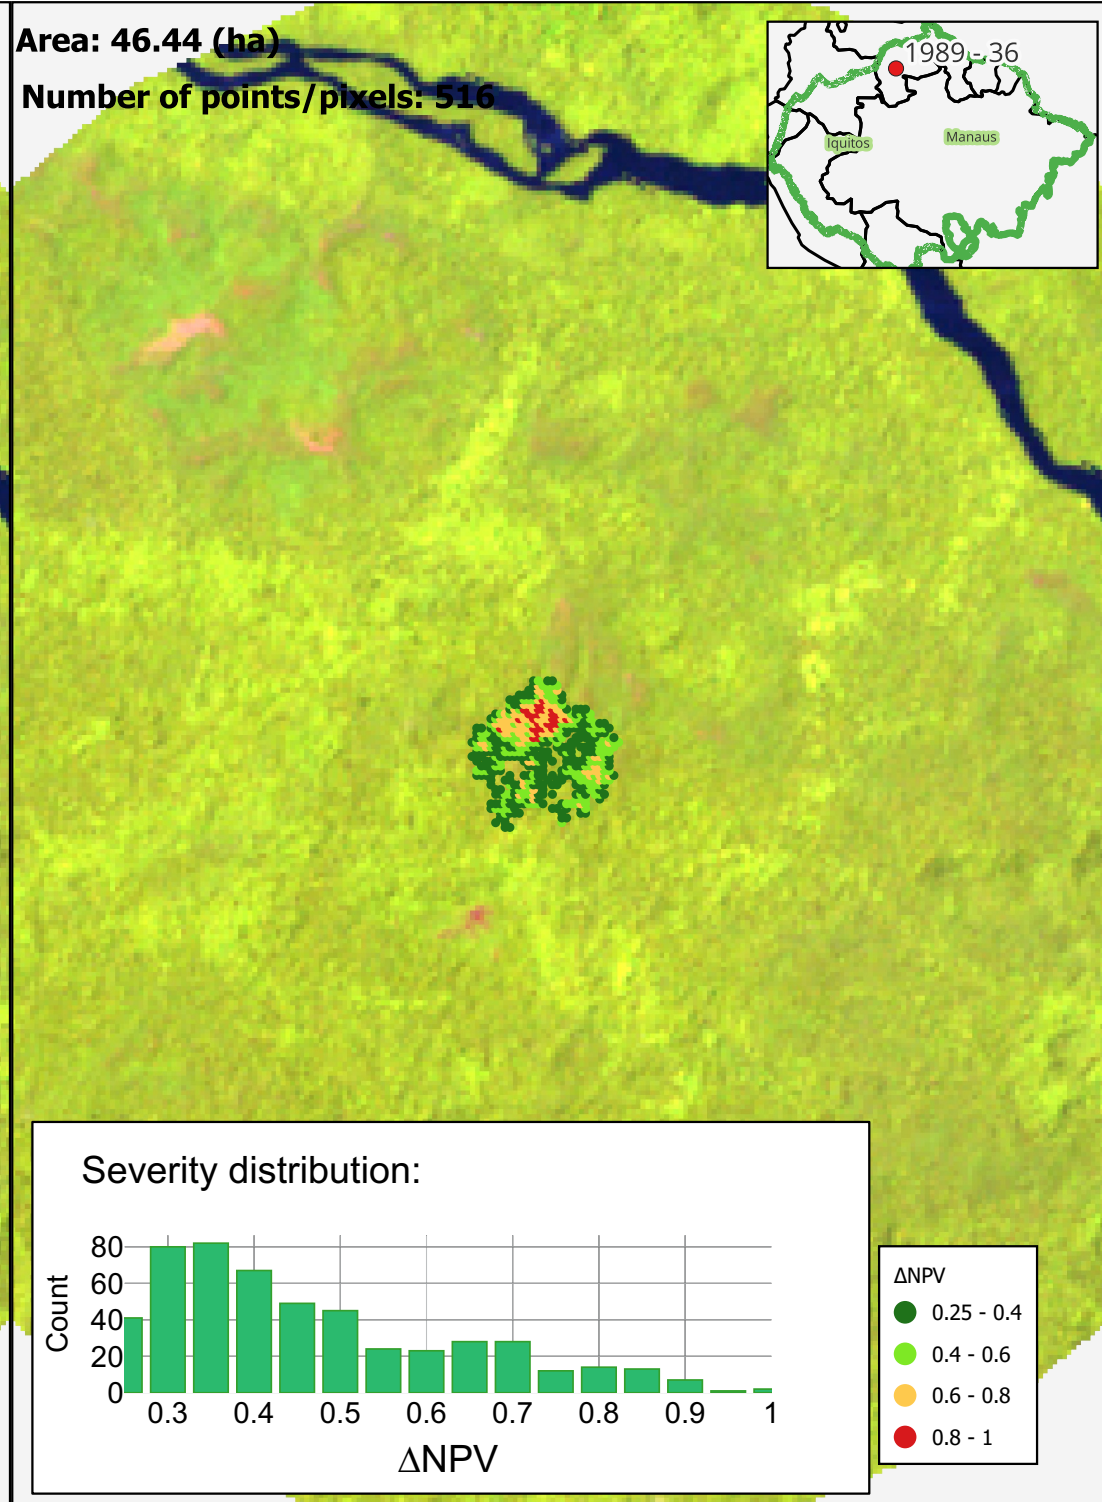 Area: 46.44 (ha)
Number of points/pixels: 516
1989 - 36
Iquitos
Manaus
Severity distribution:
Count
80
60
40
20
0
0.3 0.4 0.5 0.6 0.7 0.8 0.9 1
ΔNPV
ΔNPV
0.25 - 0.4
0.4 - 0.6
0.6 - 0.8
0.8 - 1